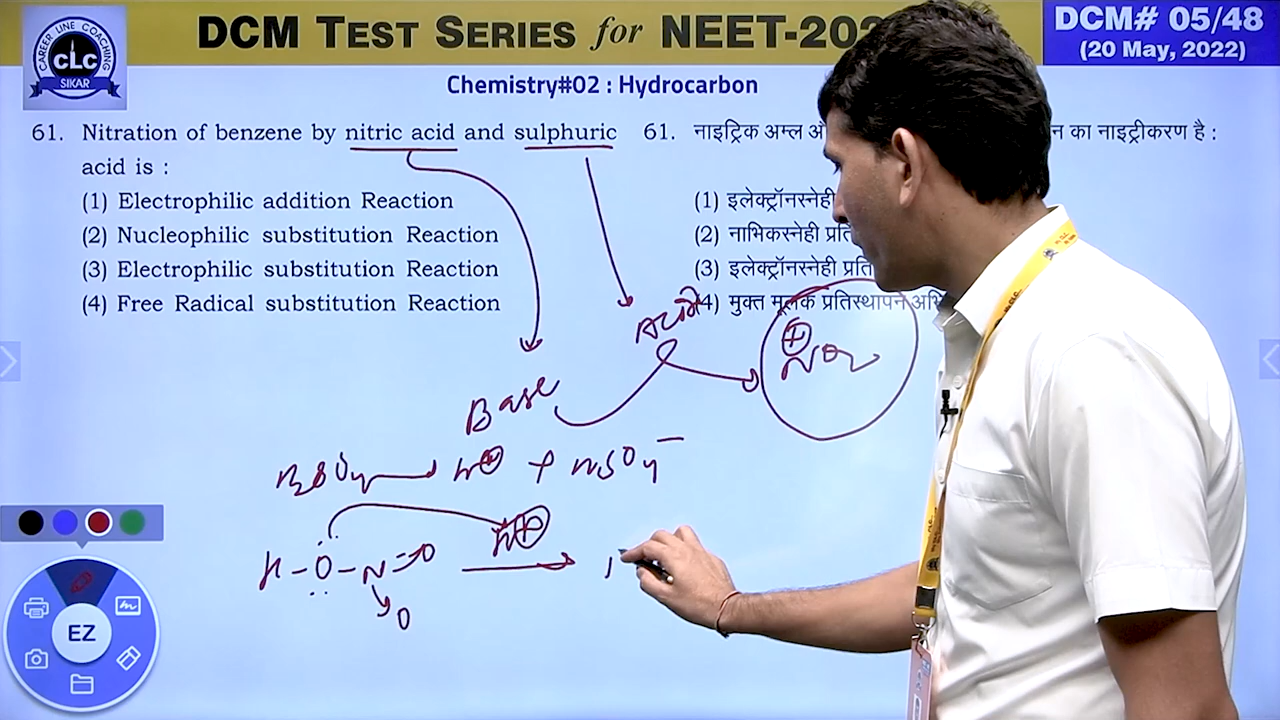 CAREER LINE COACHING
CLC
SIKAR
DCM TEST SERIES for NEET-202
DCM# 05/48
(20 May, 2022)
Chemistry#02 : Hydrocarbon
61. Nitration of benzene by nitric acid and sulphuric
acid is :
(1) Electrophilic addition Reaction
(2) Nucleophilic substitution Reaction
(3) Electrophilic substitution Reaction
(4) Free Radical substitution Reaction
61. नाइट्रिक अम्ल का नाइट्रीकरण है :
(1) इलेक्ट्रॉनस्नेही
(2) नाभिकस्नेही
(3) इलेक्ट्रॉनस्नेही
4) मुक्त मूलक प्रतिस्थापन
Acid
⊕
NO2
Base
H2SO4 → H⊕ + HSO4⁻
H-Ö-N=O H⊕ →
O
EZ